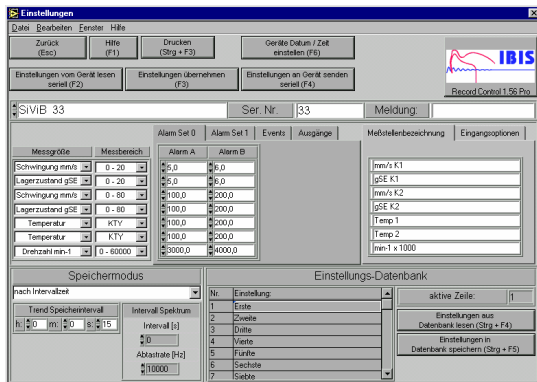 Einstellungen
Datei Bearbeiten Fenster Hilfe
Zurück (Esc)
Hilfe (F1)
Drucken (Strg + F3)
Geräte Datum / Zeit einstellen (F6)
Einstellungen vom Gerät lesen seriell (F2)
Einstellungen übernehmen (F3)
Einstellungen an Gerät senden seriell (F4)
IBIS
Record Control 1.56 Pro
SiViB 33 Ser. Nr. 33 Meldung:
Alarm Set 0 Alarm Set 1 Events Ausgänge
Meßstellenbezeichnung Eingangsoptionen
Messgröße Messbereich Alarm A Alarm B
Schwingung mm/s 0 - 20 5,0 6,0 mm/s K1
Lagerzustand gSE 0 - 20 5,0 6,0 gSE K1
Schwingung mm/s 0 - 80 100,0 200,0 mm/s K2
Lagerzustand gSE 0 - 80 100,0 200,0 gSE K2
Temperatur KTY 100,0 200,0 Temp 1
Temperatur KTY 100,0 200,0 Temp 2
Drehzahl min-1 0 - 60000 3000,0 4000,0 min-1 x 1000
Speichermodus
nach Intervallzeit
Trend Speicherintervall
h: 0 m: 0 s: 15
Intervall Spektrum
Intervall [s]
0
Abtastrate [Hz]
10000
Einstellungs-Datenbank
Nr. Einstellung:
1 Erste
2 Zweite
3 Dritte
4 Vierte
5 Fünfte
6 Sechste
7 Siebte
aktive Zeile: 1
Einstellungen aus Datenbank lesen (Strg + F4)
Einstellungen in Datenbank speichern (Strg + F5)